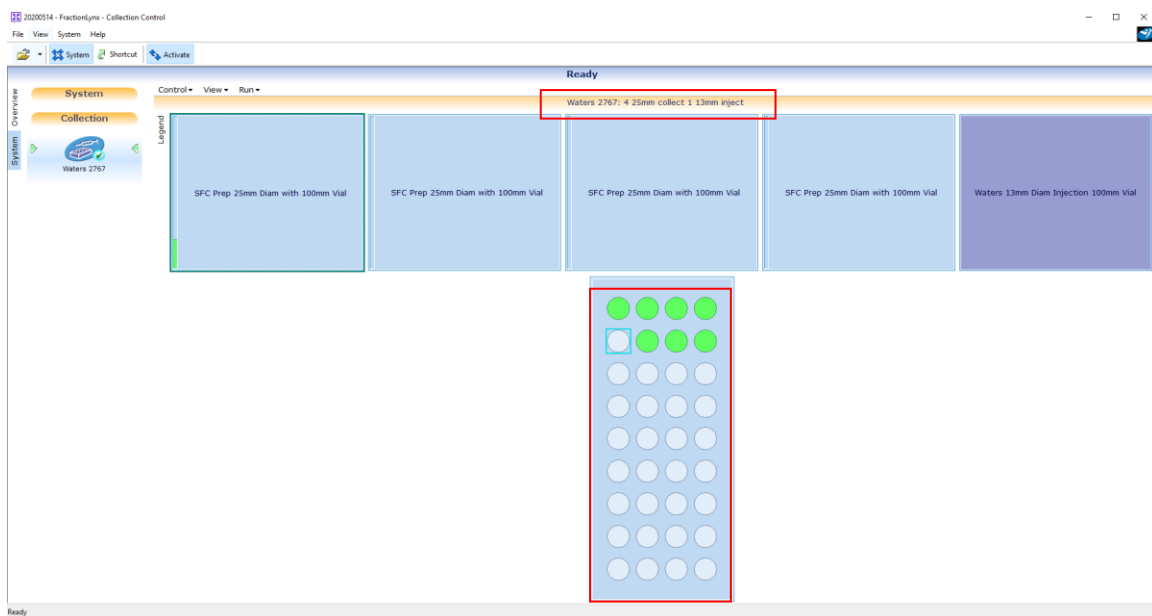 20200514 - FractionLynx - Collection Control
File View System Help
System Shortcut Activate
Ready
Overview
System
System
Collection
Waters 2767
Control View Run
Waters 2767: 4 25mm collect 1 13mm inject
Legend
SFC Prep 25mm Diam with 100mm Vial
SFC Prep 25mm Diam with 100mm Vial
SFC Prep 25mm Diam with 100mm Vial
SFC Prep 25mm Diam with 100mm Vial
Waters 13mm Diam Injection 100mm Vial
Ready